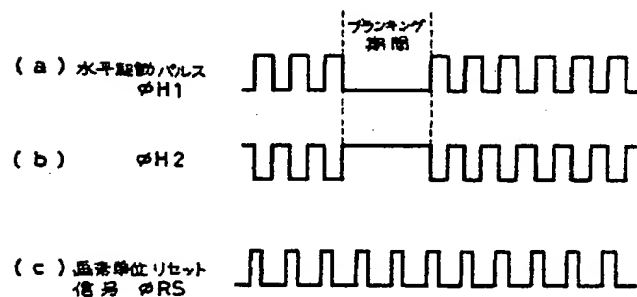 ブランキング
期間
(a) 水平駆動パルス
φH1
(b) φH2
(c) 画素単位リセット
信号 φRS